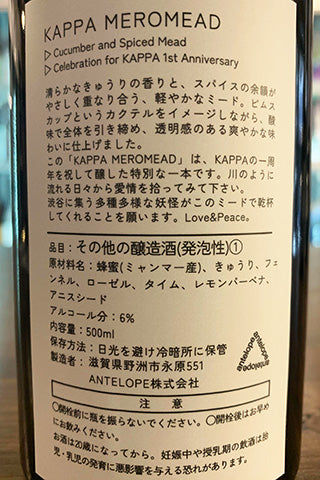 KAPPA MEROMEAD
▷ Cucumber and Spiced Mead
▷ Celebration for KAPPA 1st Anniversary
清らかなきゅうりの香りと、スパイスの余韻が
やさしく重なり合う、軽やかなミード。ピムス
カップというカクテルをイメージしながら、酸
味で全体を引き締め、透明感のある爽やかな味
わいに仕上げました。
この「KAPPA MEROMEAD」は、KAPPAの一周
年を祝して醸した特別な一本です。川のように
流れる日々から愛情を拾ってみて下さい。
渋谷に集う多種多様な妖怪がこのミードで乾杯
してくれることを願います。Love&Peace。
品目：その他の醸造酒(発泡性)①
原材料名：蜂蜜(ミャンマー産)、きゅうり、フェ
ンネル、ローゼル、タイム、レモンバーベナ、
アニスシード
アルコール分：6%
内容量：500ml
保存方法：日光を避け冷暗所に保管
製造者：滋賀県野洲市永原551
ANTELOPE株式会社
antelope antelope antelope
注 意
○開栓前に瓶を振らないでください。○開栓後はお早め
にお飲みください。
お酒は20歳になってから。妊娠中や授乳期の飲酒は胎
児・乳児の発育に悪影響を与える恐れがあります。